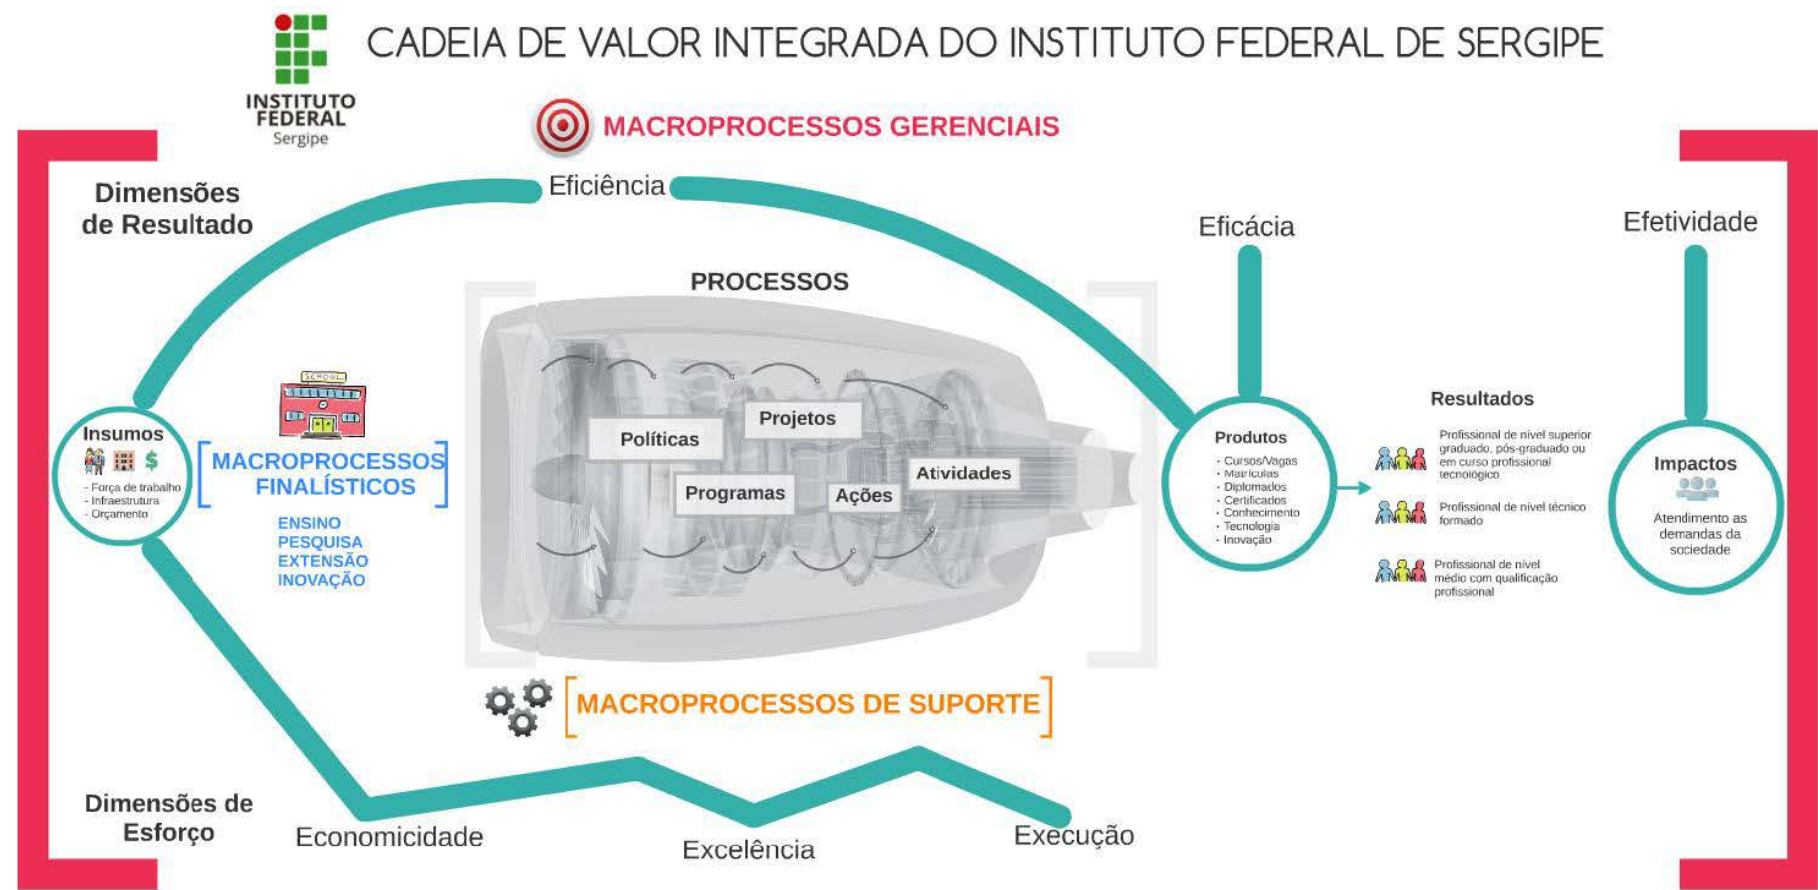 CADEIA DE VALOR INTEGRADA DO INSTITUTO FEDERAL DE SERGIPE
INSTITUTO
FEDERAL
Sergipe
MACROPROCESSOS GERENCIAIS
Dimensões
de Resultado
Eficiência
Eficácia
Efetividade
PROCESSOS
Políticas
Projetos
Programas
Ações
Atividades
Insumos
$
- Força de trabalho
- Infraestrutura
- Orçamento
SCHOOL
MACROPROCESSOS
FINALÍSTICOS
ENSINO
PESQUISA
EXTENSÃO
INOVAÇÃO
Produtos
· Cursos/Vagas
· Matrículas
· Diplomados
· Certificados
· Conhecimento
· Tecnologia
· Inovação
Resultados
Profissional de nível superior
graduado, pós-graduado ou
em curso profissional
tecnológico
Profissional de nível técnico
formado
Profissional de nível
médio com qualificação
profissional
Impactos
Atendimento as
demandas da
sociedade
MACROPROCESSOS DE SUPORTE
Dimensões de
Esforço
Economicidade
Excelência
Execução